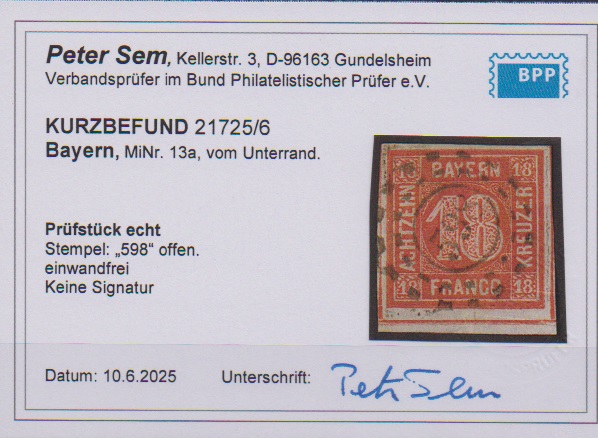 Peter Sem, Kellerstr. 3, D-96163 Gundelsheim
Verbandsprüfer im Bund Philatelistischer Prüfer e.V.
BPP
KURZBEFUND 21725/6
Bayern, MiNr. 13a, vom Unterrand.
18 BAYERN 18
ACHTZEHN
18
KREUZER
18 FRANCO 18
Prüfstück echt
Stempel: „598“ offen.
einwandfrei
Keine Signatur
Datum: 10.6.2025 Unterschrift: Peter Sem